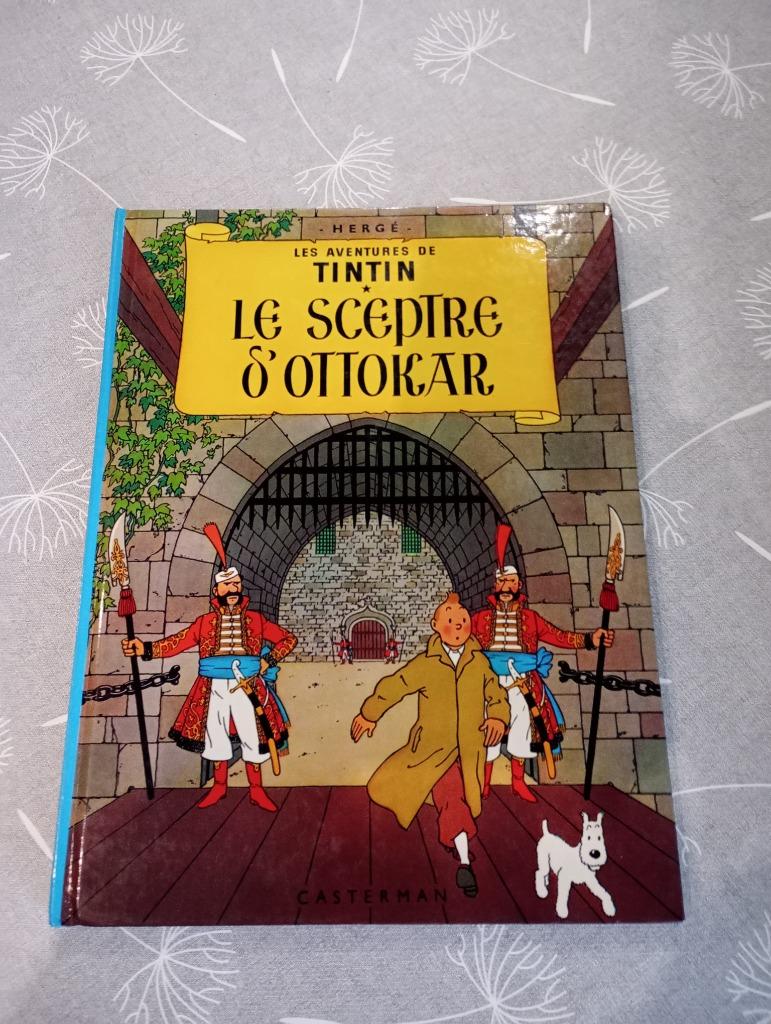 - HERGÉ -
LES AVENTURES DE
TINTIN
LE SCEPTRE
D'OTTOKAR
CASTERMAN